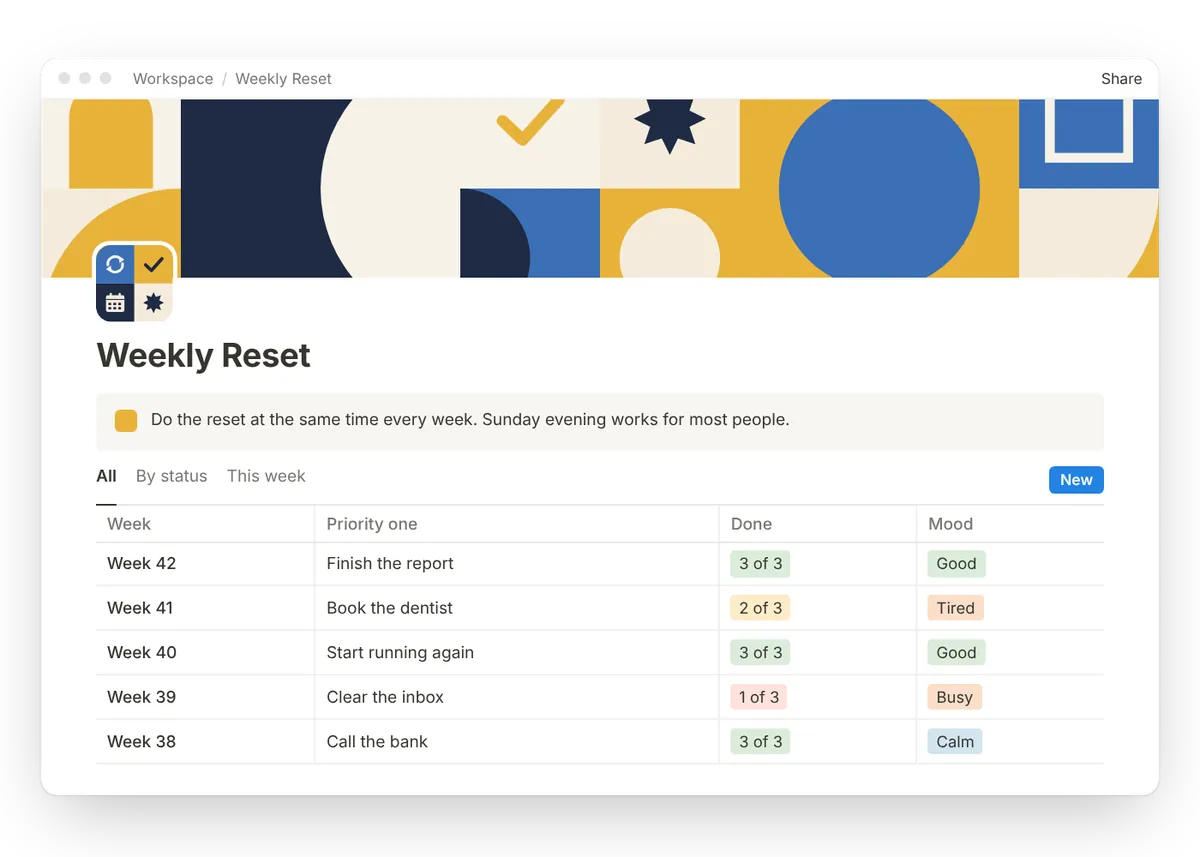 Workspace / Weekly Reset
Share
Weekly Reset
Do the reset at the same time every week. Sunday evening works for most people.
All By status This week
New
Week Priority one Done Mood
Week 42 Finish the report 3 of 3 Good
Week 41 Book the dentist 2 of 3 Tired
Week 40 Start running again 3 of 3 Good
Week 39 Clear the inbox 1 of 3 Busy
Week 38 Call the bank 3 of 3 Calm